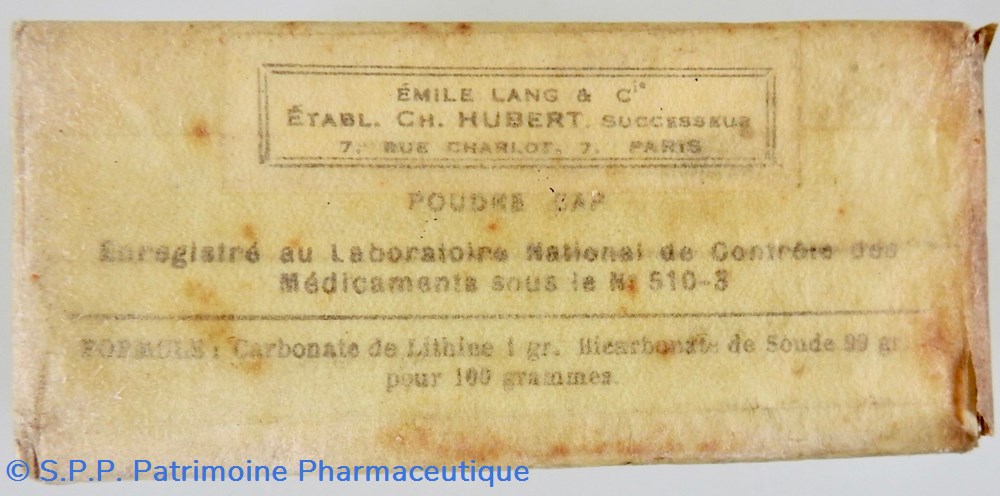 ÉMILE LANG & Cie
ÉTABL. CH. HUBERT. SUCCESSEUR
7, RUE CHARLOT, 7. PARIS
POUDRE CAP
Enregistré au Laboratoire National de Contrôle des
Médicaments sous le N: 510-3
FORMULE: Carbonate de Lithine 1 gr. Bicarbonate de Soude 99 gr
pour 100 grammes.
© S.P.P. Patrimoine Pharmaceutique